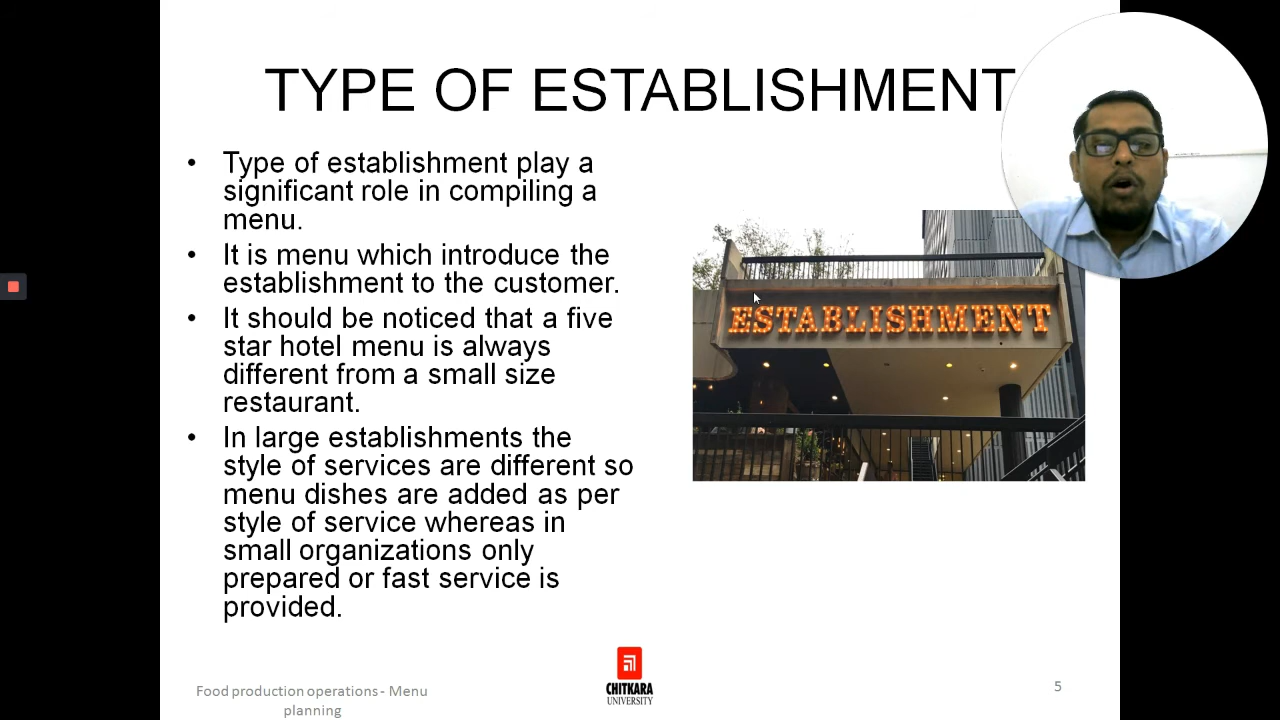 TYPE OF ESTABLISHMENT
• Type of establishment play a
significant role in compiling a
menu.
• It is menu which introduce the
establishment to the customer.
• It should be noticed that a five
star hotel menu is always
different from a small size
restaurant.
• In large establishments the
style of services are different so
menu dishes are added as per
style of service whereas in
small organizations only
prepared or fast service is
provided.
ESTABLISHMENT
Food production operations - Menu
planning
CHITKARA
UNIVERSITY
5